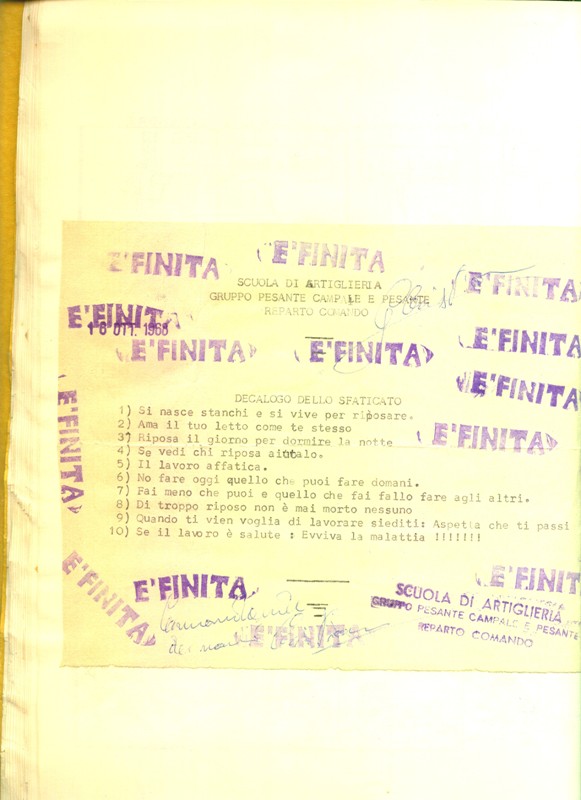 E'FINITA
E'FINITA
SCUOLA DI ARTIGLIERIA
GRUPPO PESANTE CAMPALE E PESANTE
REPARTO COMANDO
E'FINITA
E'FINITA
16 OTT. 1968
E'FINITA
E'FINITA
E'FINITA
E'FINITA
DECALOGO DELLO SFATICATO
1) Si nasce stanchi e si vive per riposare.
2) Ama il tuo letto come te stesso
3) Riposa il giorno per dormire la notte
4) Se vedi chi riposa aiutalo.
5) Il lavoro affatica.
6) No fare oggi quello che puoi fare domani.
7) Fai meno che puoi e quello che fai fallo fare agli altri.
8) Di troppo riposo non è mai morto nessuno
9) Quando ti vien voglia di lavorare siediti: Aspetta che ti passi
10) Se il lavoro è salute : Evviva la malattia !!!!!!!
E'FINITA
E'FINITA
E'FINITA
E'FINITA
E'FINIT
E'FINITA
SCUOLA DI ARTIGLIERIA
GRUPPO PESANTE CAMPALE E PESANTE
REPARTO COMANDO